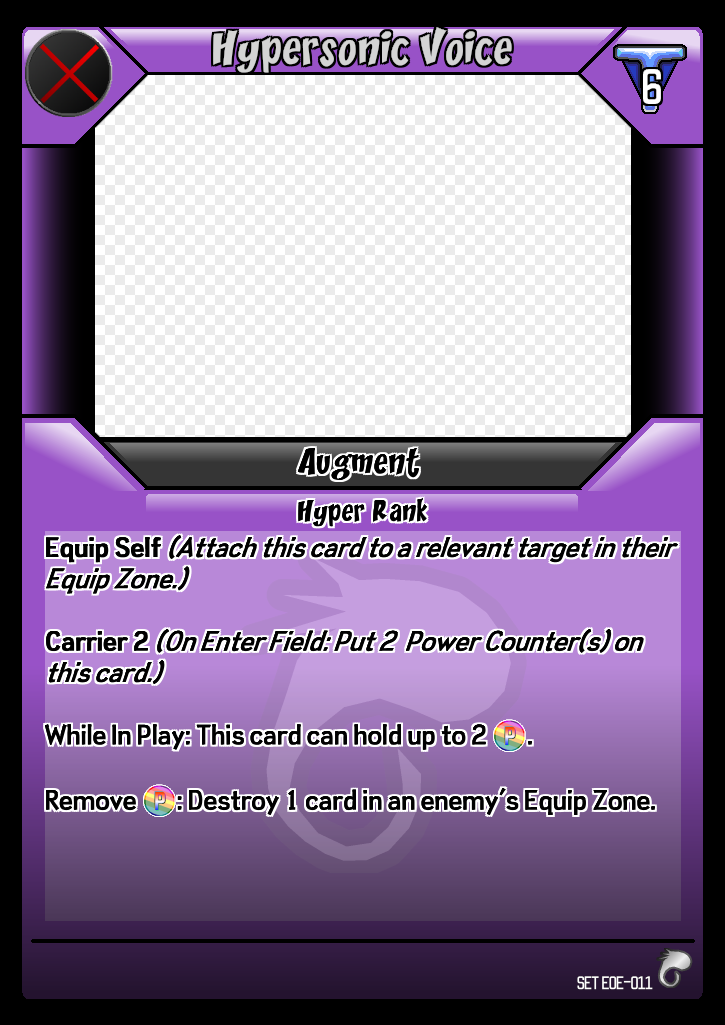 Hypersonic Voice
6
Augment
Hyper Rank
Equip Self (Attach this card to a relevant target in their
Equip Zone.)
Carrier 2 (On Enter Field: Put 2 Power Counter(s) on
this card.)
While In Play: This card can hold up to 2 P.
Remove P: Destroy 1 card in an enemy's Equip Zone.
SET EOE-011